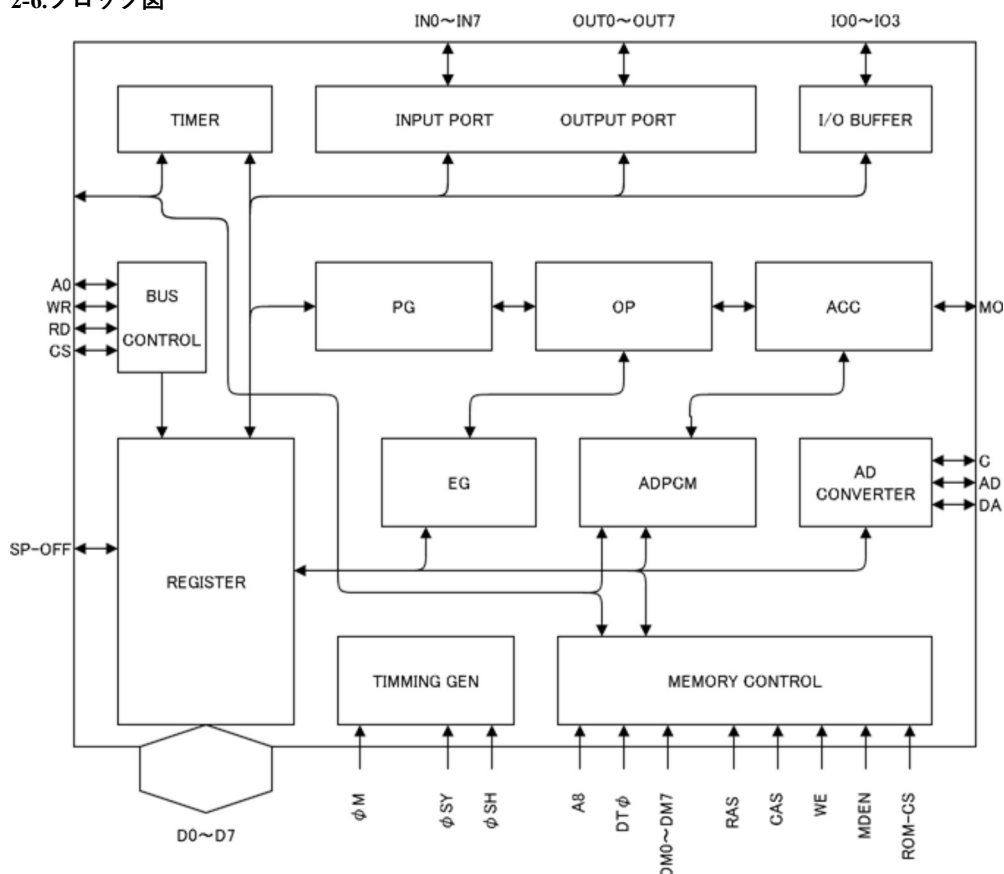 2-6.ブロック図
IN0～IN7
OUT0～OUT7
IO0～IO3
TIMER
INPUT PORT
OUTPUT PORT
I/O BUFFER
A0
WR
RD
CS
BUS
CONTROL
PG
OP
ACC
MO
EG
ADPCM
AD
CONVERTER
C
AD
DA
SP-OFF
REGISTER
TIMMING GEN
MEMORY CONTROL
φM
φSY
φSH
A8
DTφ
DM0～DM7
RAS
CAS
WE
MDEN
ROM-CS
D0～D7